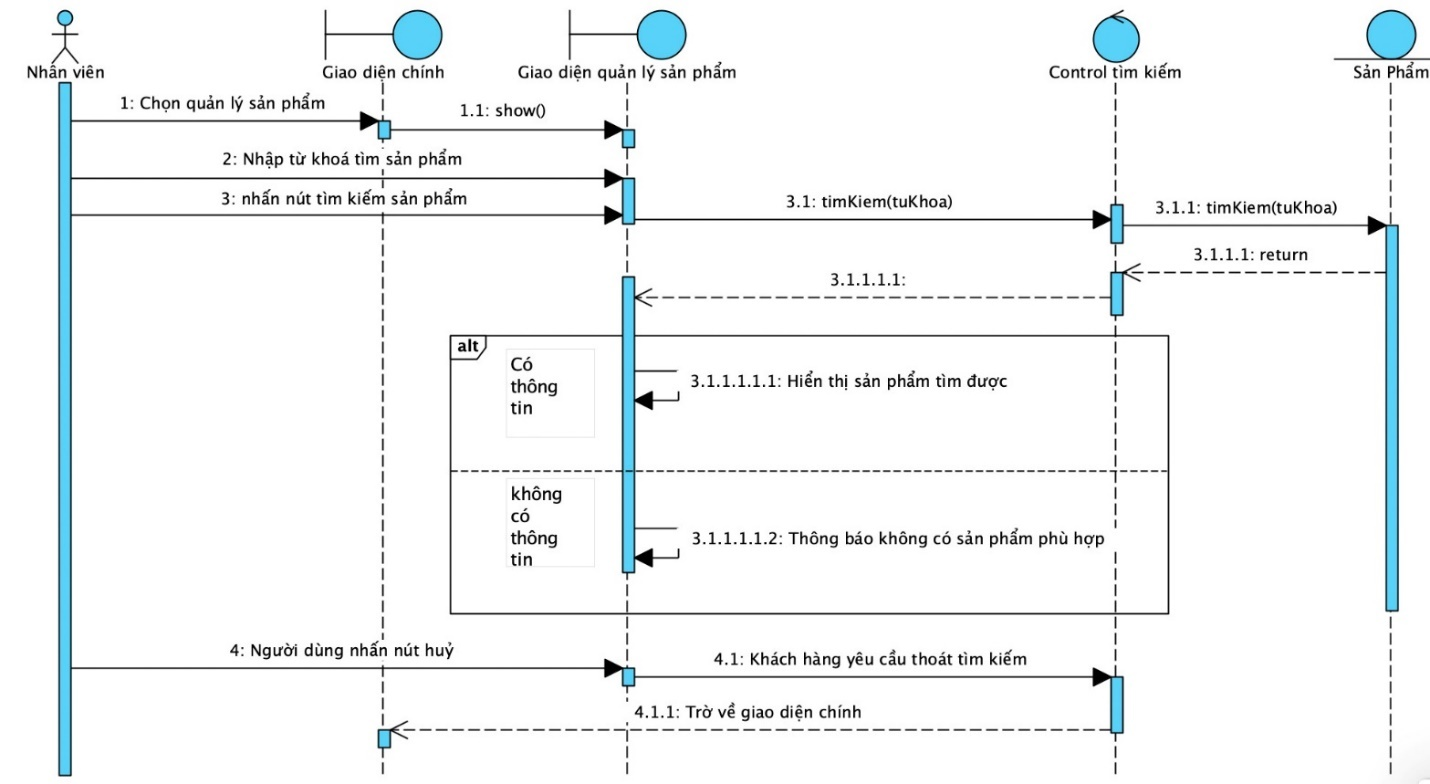 Nhân viên
Giao diện chính
Giao diện quản lý sản phẩm
Control tìm kiếm
Sản Phẩm
1: Chọn quản lý sản phẩm
1.1: show()
2: Nhập từ khoá tìm sản phẩm
3: nhấn nút tìm kiếm sản phẩm
3.1: timKiem(tuKhoa)
3.1.1: timKiem(tuKhoa)
3.1.1.1: return
3.1.1.1.1:
alt
Có
thông
tin
3.1.1.1.1.1: Hiển thị sản phẩm tìm được
không
có
thông
tin
3.1.1.1.1.2: Thông báo không có sản phẩm phù hợp
4: Người dùng nhấn nút huỷ
4.1: Khách hàng yêu cầu thoát tìm kiếm
4.1.1: Trờ về giao diện chính